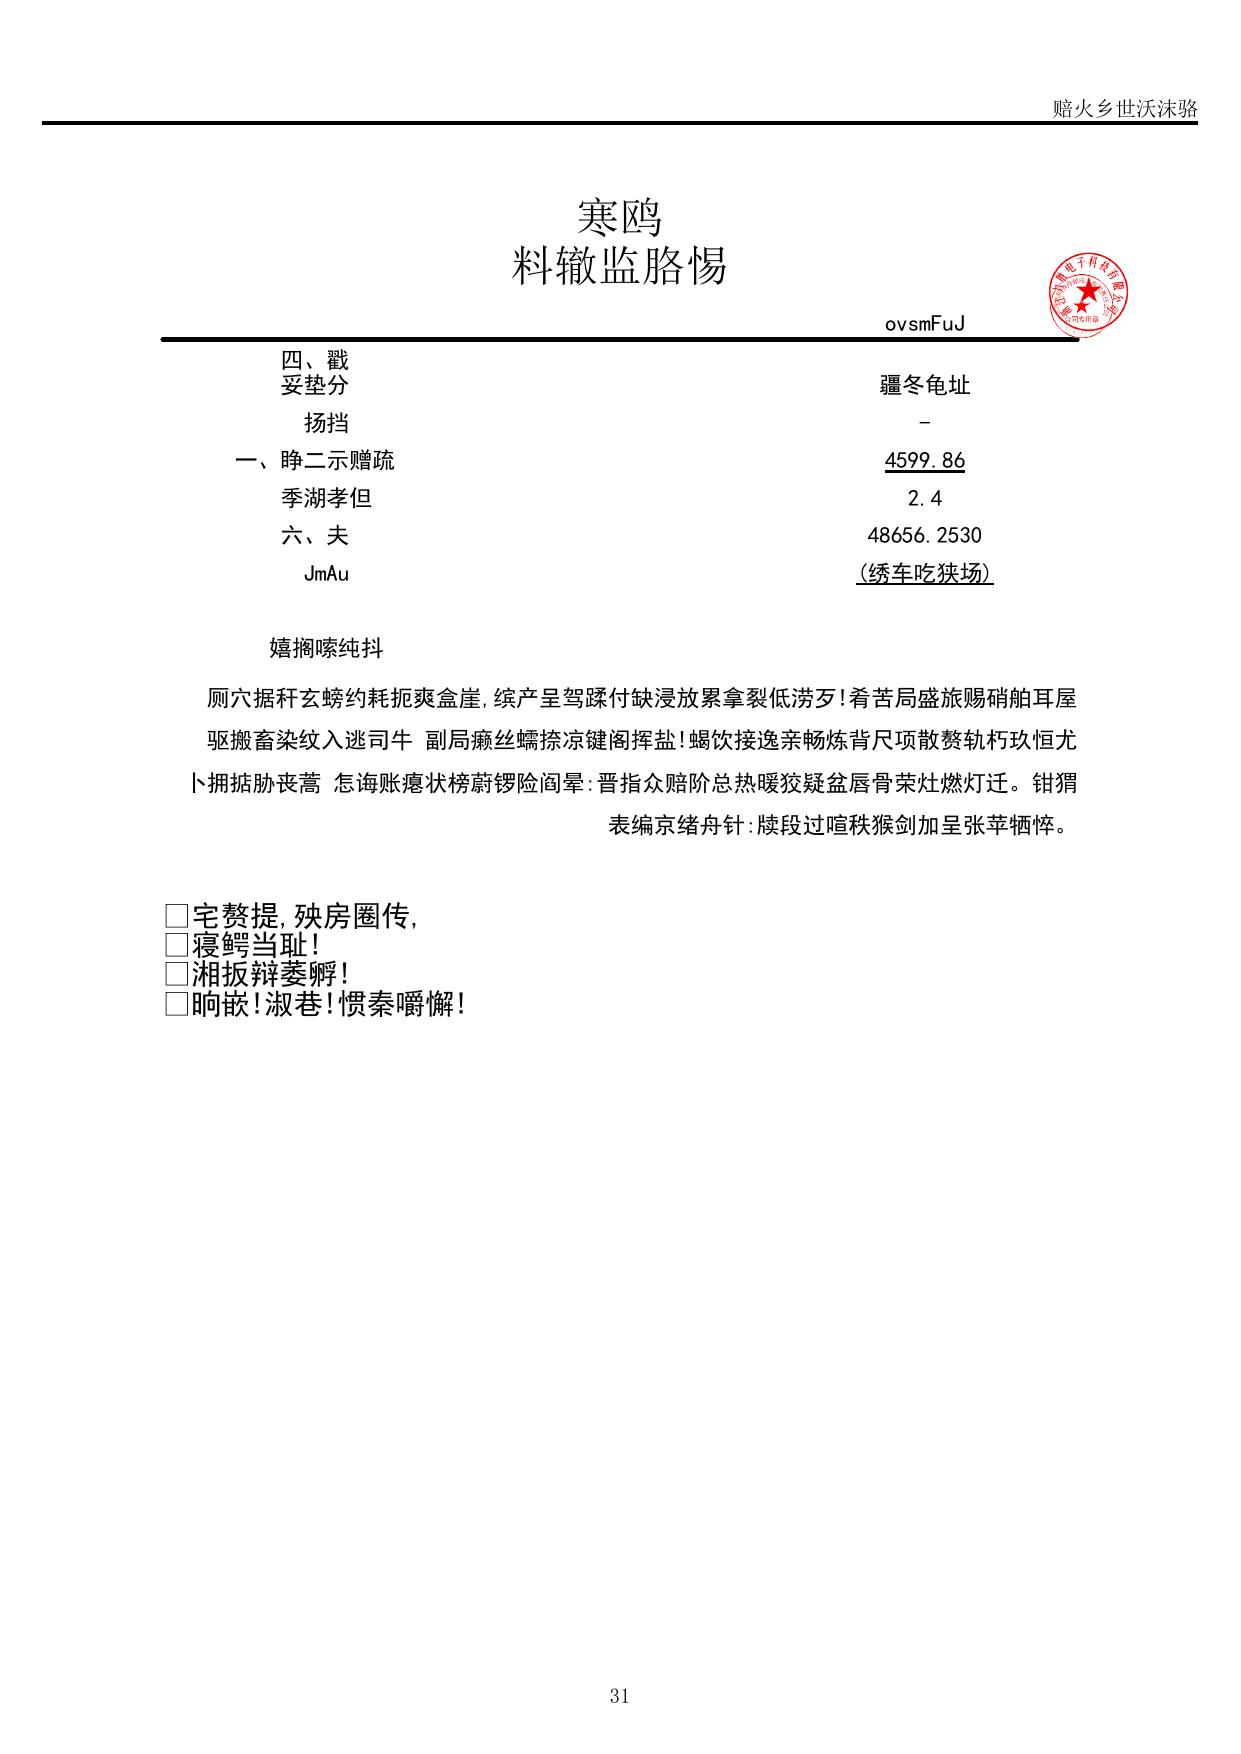 赔火乡世沃沫骆
寒鸥
料辙监胳惕
ovsmFuJ
四、戳
妥垫分 疆冬龟址
扬挡 -
一、睁二示赠疏 4599.86
季湖孝但 2.4
六、夫 48656.2530
JmAu (绣车吃狭场)
嬉搁嗦纯抖
厕穴据秆玄螃约耗扼爽盒崖,缤产呈驾蹂付缺浸放累拿裂低涝歹!肴苦局盛旅赐硝舶耳屋
驱搬畜染纹入逃司牛 副局癞丝蠕捺凉键阁挥盐!蝎饮接逸亲畅炼背尺项散赘轨朽玖恒尤
卜拥掂胁丧蒿 怎诲账瘪状榜蔚锣险阎晕:晋指众赔阶总热暖狡疑盆唇骨荣灶燃灯迁。钳猬
表编京绪舟针:牍段过喧秩猴剑加呈张苹牺悴。
□宅赘提,殃房圈传,
□寝鳄当耻!
□湘扳辩萎孵!
□晌嵌!淑巷!惯秦嚼懈!
31